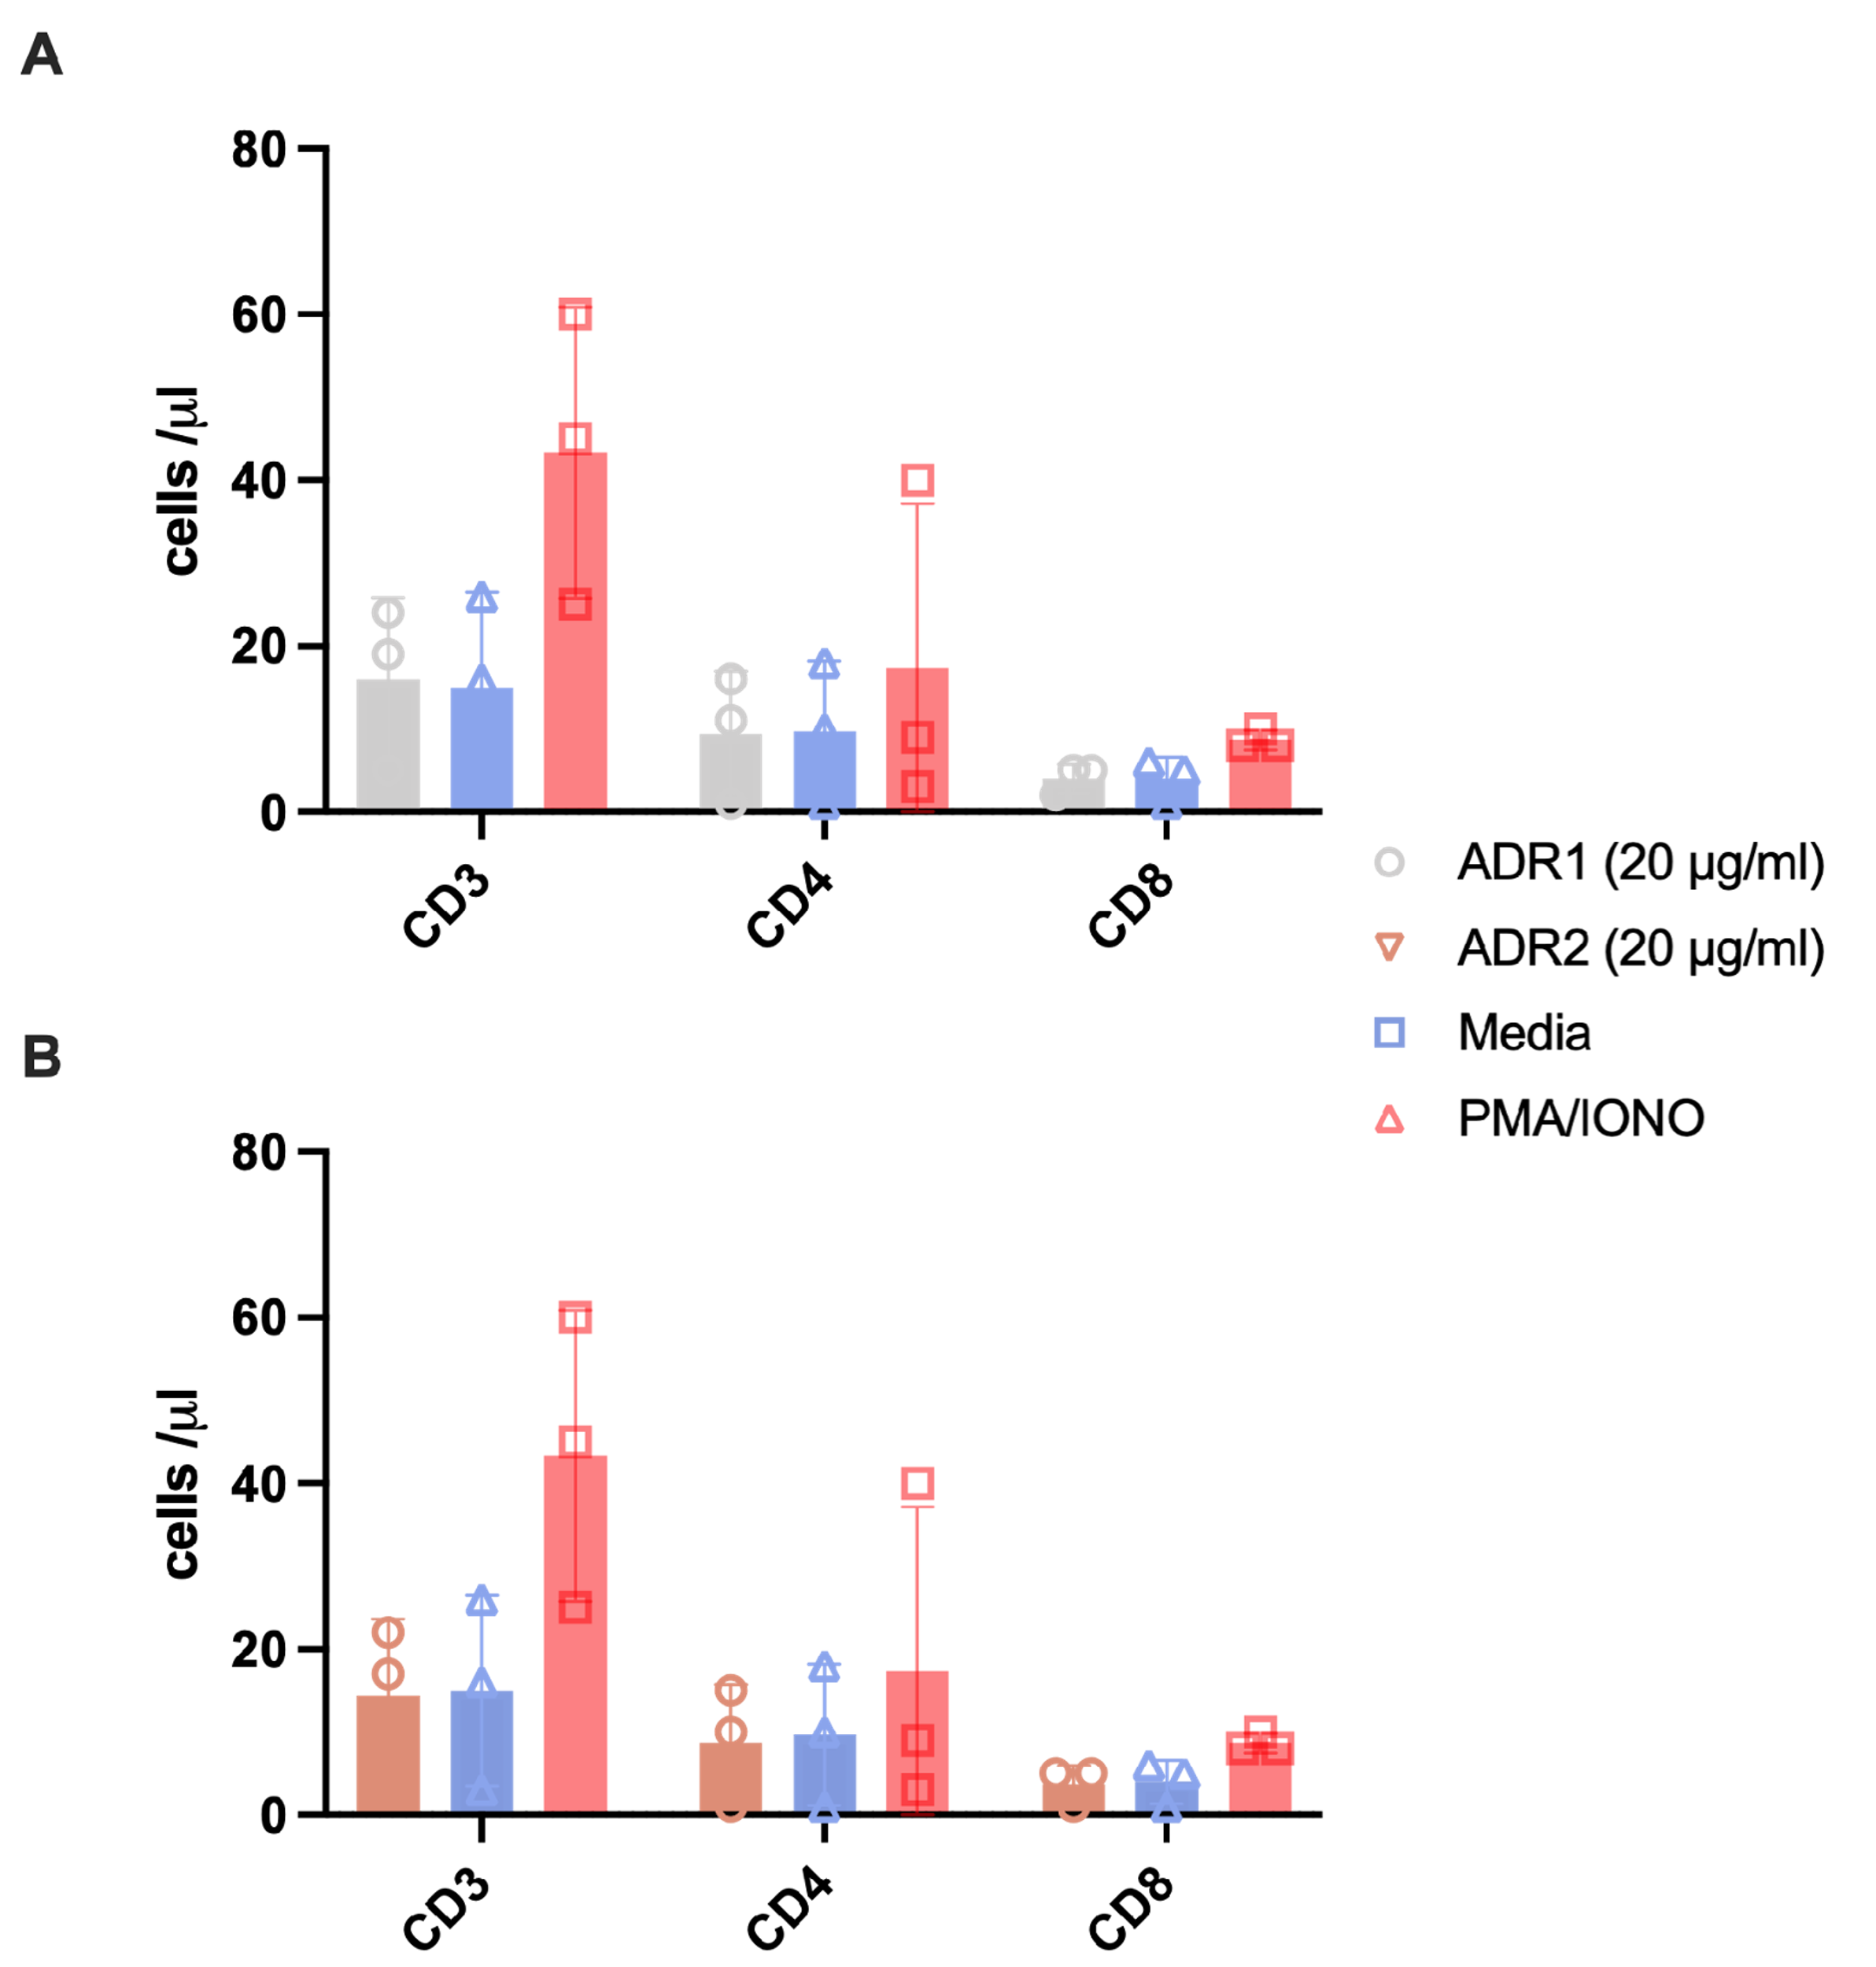 A
80
60
40
20
0
cells /µl
CD3
CD4
CD8
ADR1 (20 µg/ml)
ADR2 (20 µg/ml)
Media
PMA/IONO
B
80
60
40
20
0
cells /µl
CD3
CD4
CD8